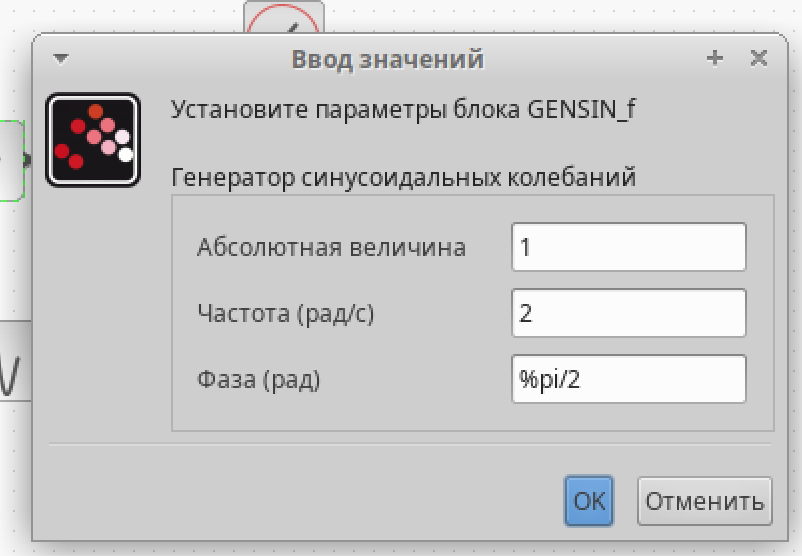 Ввод значений
Установите параметры блока GENSIN_f
Генератор синусоидальных колебаний
Абсолютная величина 1
Частота (рад/с) 2
Фаза (рад) %pi/2
OK Отменить